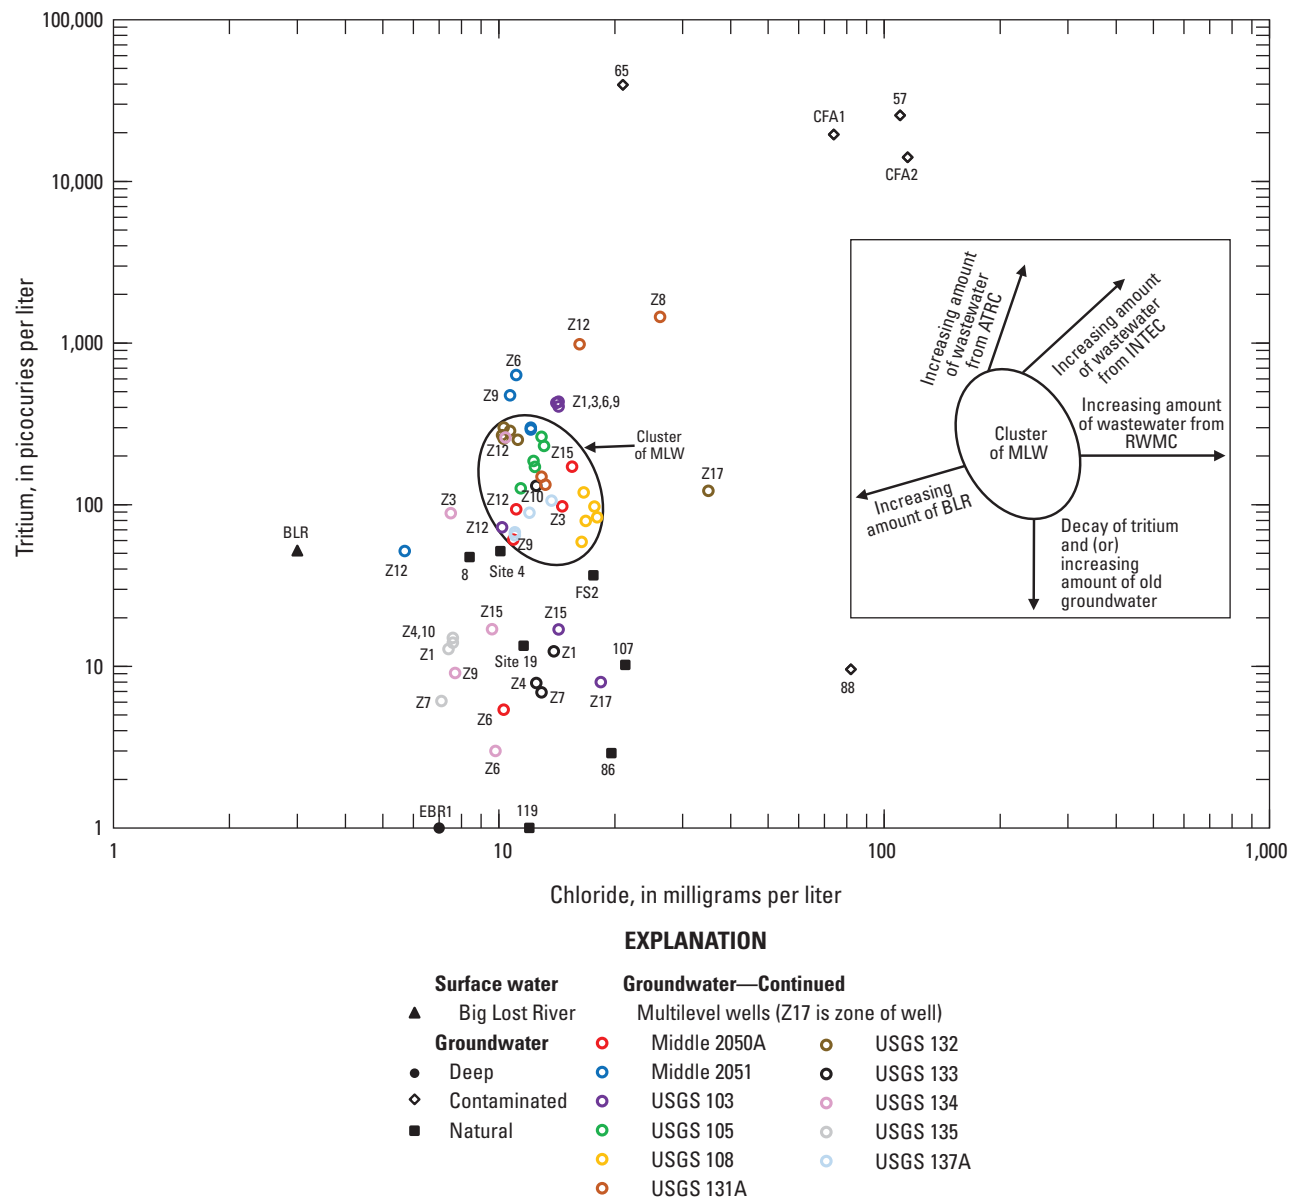 100,000
10,000
1,000
100
10
1
Tritium, in picocuries per liter
1
10
100
1,000
Chloride, in milligrams per liter
65
57
CFA1
CFA2
Z8
Z12
Z6
Z9
Z1,3,6,9
Cluster
of MLW
Z12
Z15
Z17
Z10
Z12
Z3
Z3
Z12
Z9
BLR
Z12
8
Site 4
FS2
Z15
Z15
Z4,10
Z1
Site 19
Z1
107
Z9
Z4
Z7
Z7
Z17
88
Z6
Z6
86
EBR1
119
Increasing amount
of wastewater
from ATRC
Increasing amount
of wastewater
from INTEC
Increasing amount
of wastewater from
RWMC
Cluster
of MLW
Increasing
amount of BLR
Decay of tritium
and (or)
increasing
amount of old
groundwater
EXPLANATION
Surface water
Big Lost River
Groundwater
Deep
Contaminated
Natural
Groundwater—Continued
Multilevel wells (Z17 is zone of well)
Middle 2050A
Middle 2051
USGS 103
USGS 105
USGS 108
USGS 131A
USGS 132
USGS 133
USGS 134
USGS 135
USGS 137A